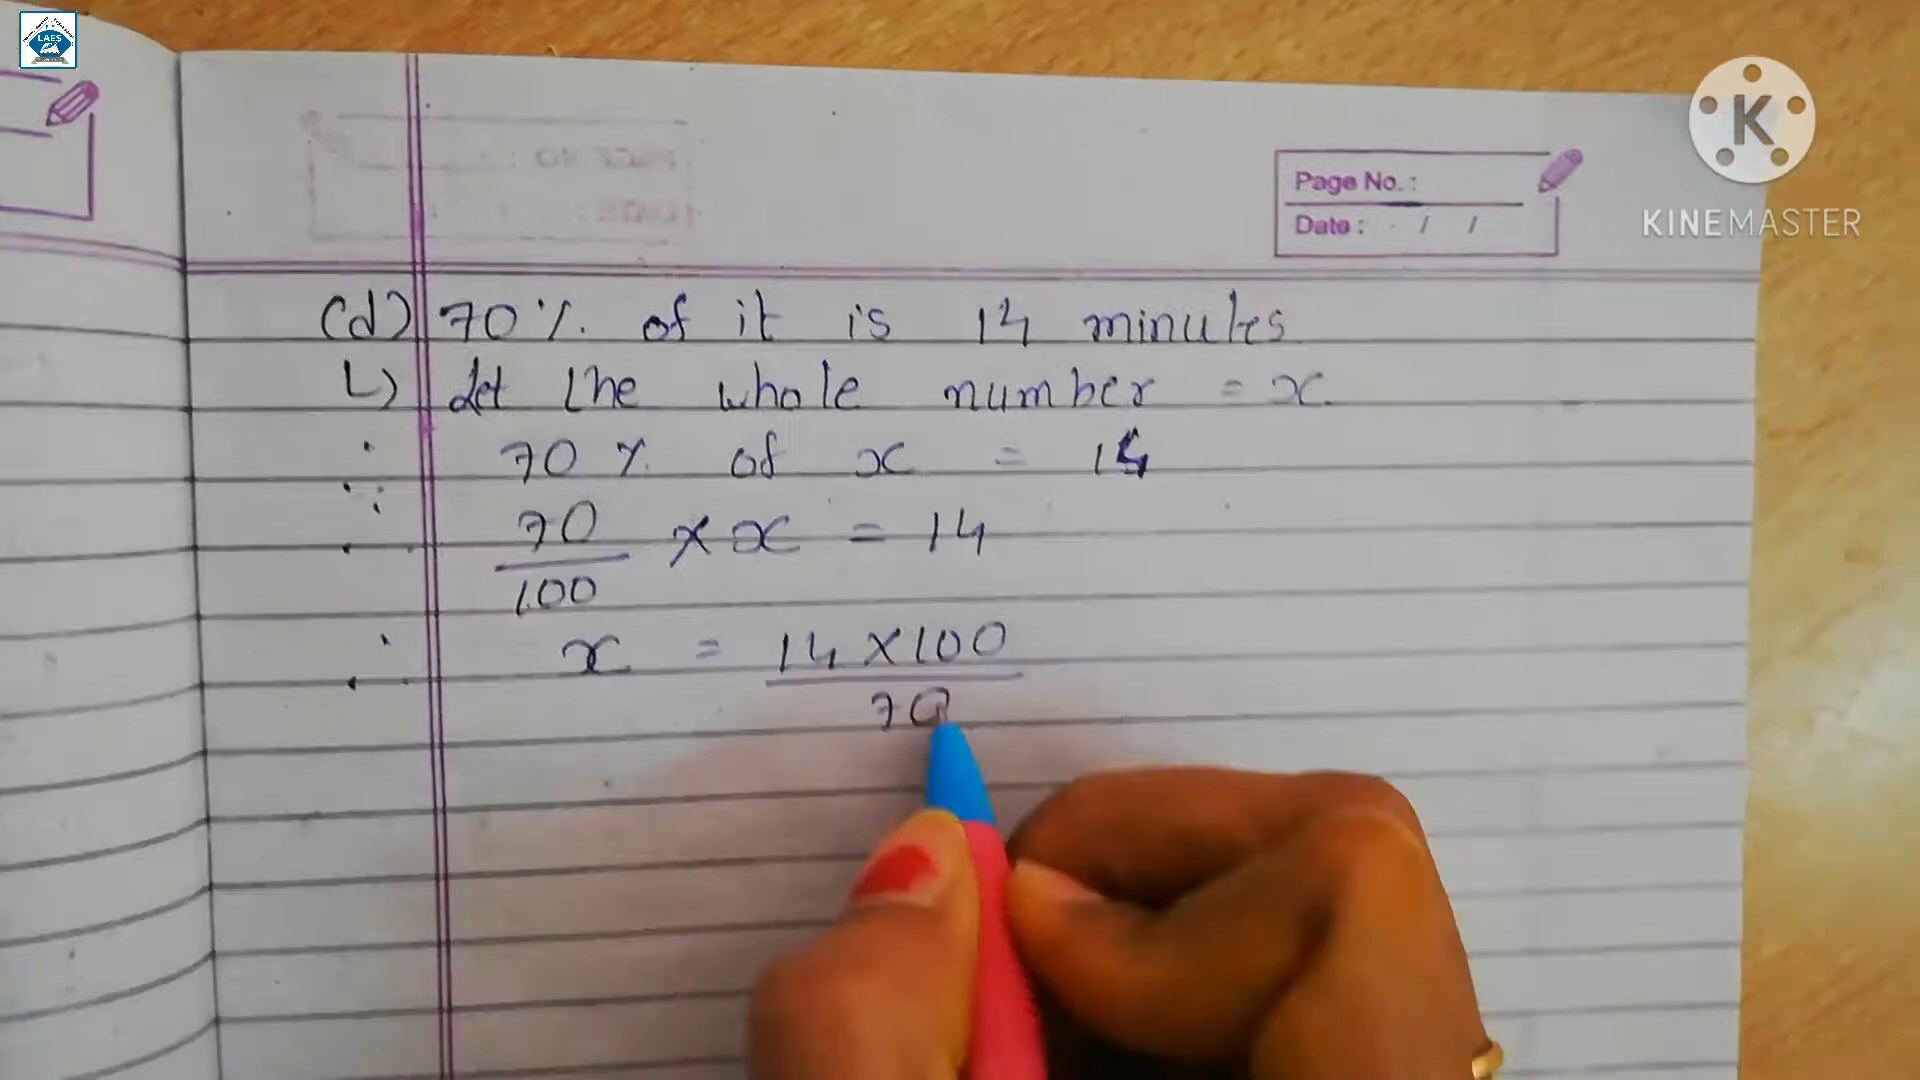 LAES
K
KINEMASTER
Page No. :
Date : / /
(d) 70 % of it is 14 minutes
↳ Let the whole number = x
∴ 70 % of x = 14
∴ 70/100 × x = 14
∴ x = 14 × 100 / 70